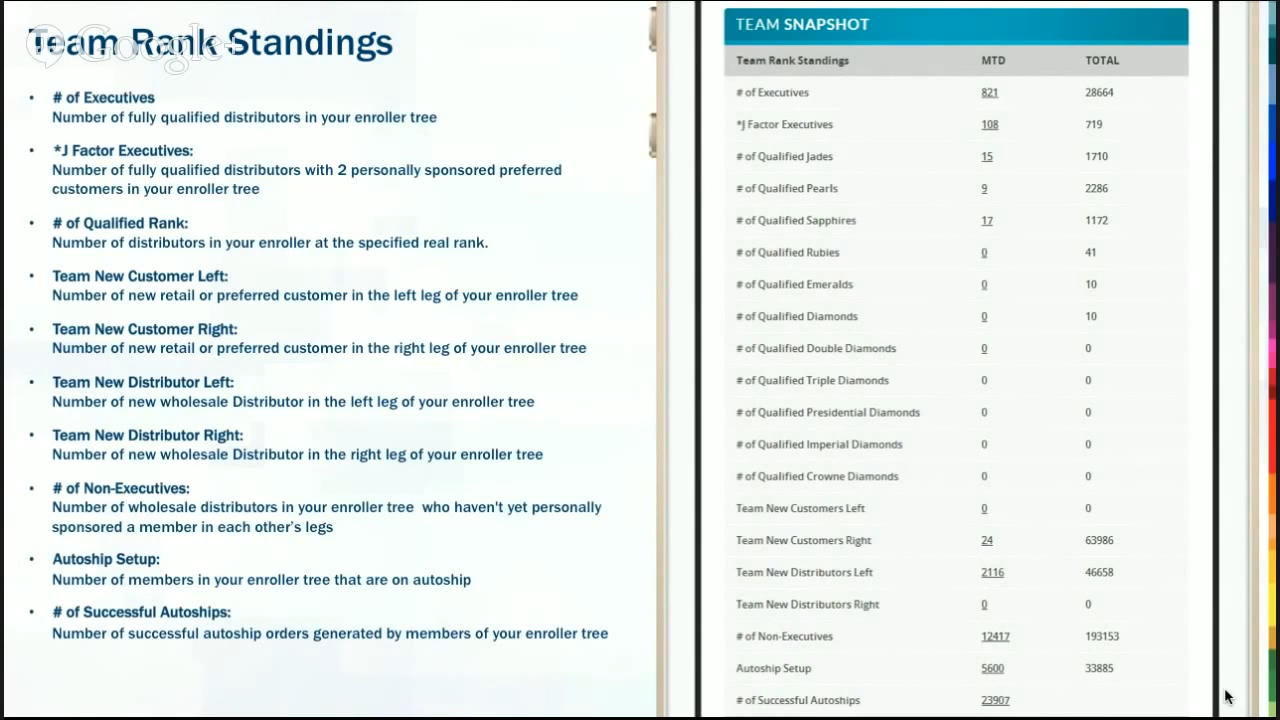 Team Rank Standings
Google+
• # of Executives
Number of fully qualified distributors in your enroller tree
• *J Factor Executives:
Number of fully qualified distributors with 2 personally sponsored preferred
customers in your enroller tree
• # of Qualified Rank:
Number of distributors in your enroller at the specified real rank.
• Team New Customer Left:
Number of new retail or preferred customer in the left leg of your enroller tree
• Team New Customer Right:
Number of new retail or preferred customer in the right leg of your enroller tree
• Team New Distributor Left:
Number of new wholesale Distributor in the left leg of your enroller tree
• Team New Distributor Right:
Number of new wholesale Distributor in the right leg of your enroller tree
• # of Non-Executives:
Number of wholesale distributors in your enroller tree who haven't yet personally
sponsored a member in each other's legs
• Autoship Setup:
Number of members in your enroller tree that are on autoship
• # of Successful Autoships:
Number of successful autoship orders generated by members of your enroller tree
TEAM SNAPSHOT
Team Rank Standings MTD TOTAL
# of Executives 821 28664
*J Factor Executives 108 719
# of Qualified Jades 15 1710
# of Qualified Pearls 9 2286
# of Qualified Sapphires 17 1172
# of Qualified Rubies 0 41
# of Qualified Emeralds 0 10
# of Qualified Diamonds 0 10
# of Qualified Double Diamonds 0 0
# of Qualified Triple Diamonds 0 0
# of Qualified Presidential Diamonds 0 0
# of Qualified Imperial Diamonds 0 0
# of Qualified Crowne Diamonds 0 0
Team New Customers Left 0 0
Team New Customers Right 24 63986
Team New Distributors Left 2116 46658
Team New Distributors Right 0 0
# of Non-Executives 12417 193153
Autoship Setup 5600 33885
# of Successful Autoships 23907